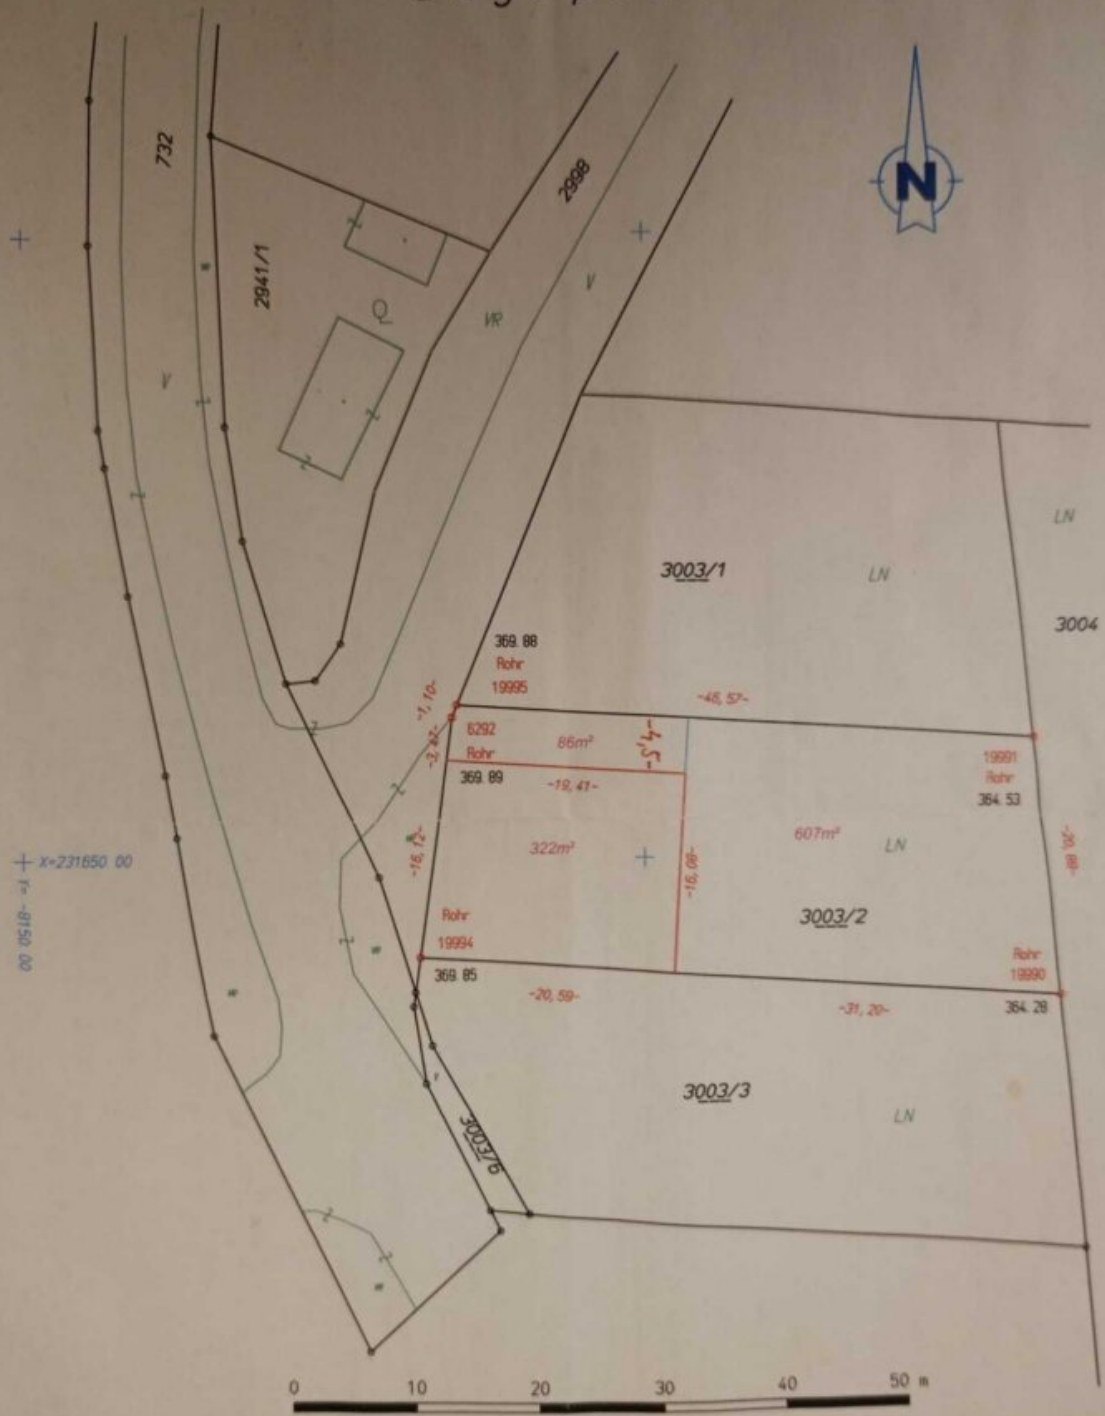 N
732
2998
2941/1
VR
V
V
LN
LN
3003/1
3004
369.88
Rohr
19995
-1,10-
-46,57-
-3,42-
6292
Rohr
86m²
-4,5-
369.89
-19,41-
19991
Rohr
364.53
-16,12-
322m²
-16,08-
607m²
LN
-20,88-
X=231650.00
Y= -8150.00
3003/2
Rohr
19994
369.85
Rohr
19990
364.28
-20,59-
-31,20-
3003/3
LN
3003/6
0 10 20 30 40 50 m